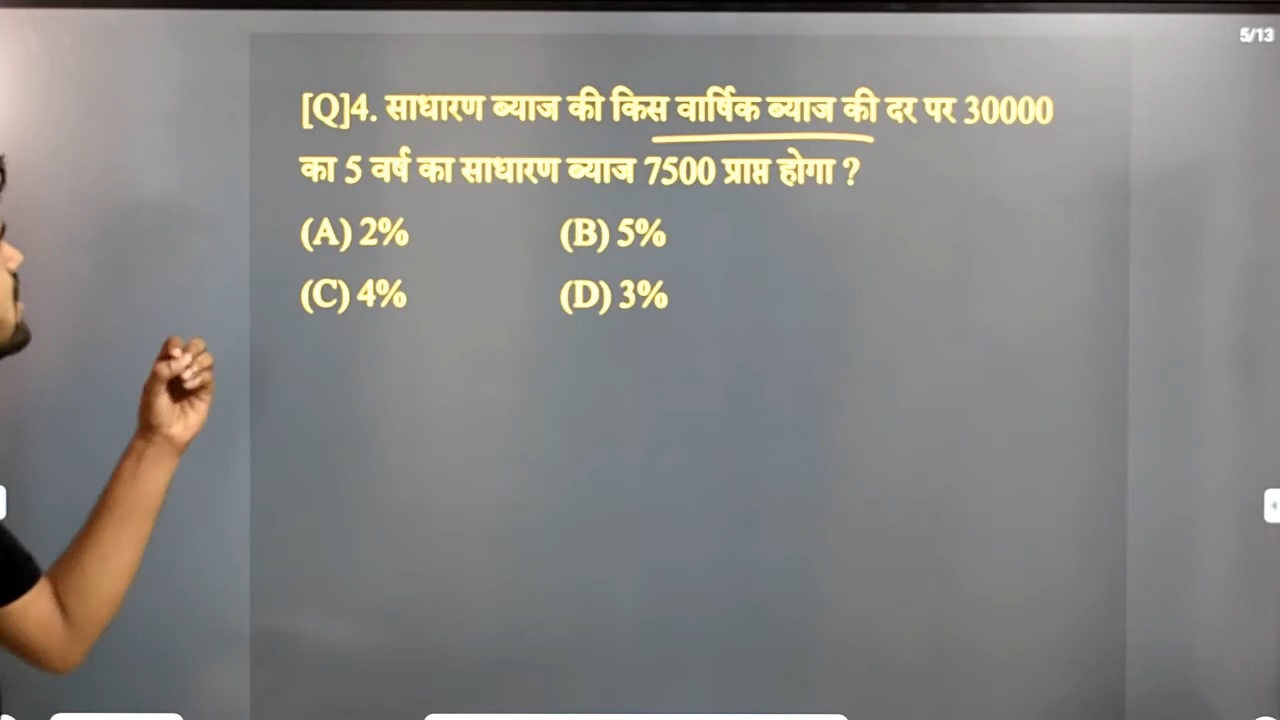 5/13
[Q]4. साधारण ब्याज की किस वार्षिक ब्याज की दर पर 30000
का 5 वर्ष का साधारण ब्याज 7500 प्राप्त होगा ?
(A) 2% (B) 5%
(C) 4% (D) 3%